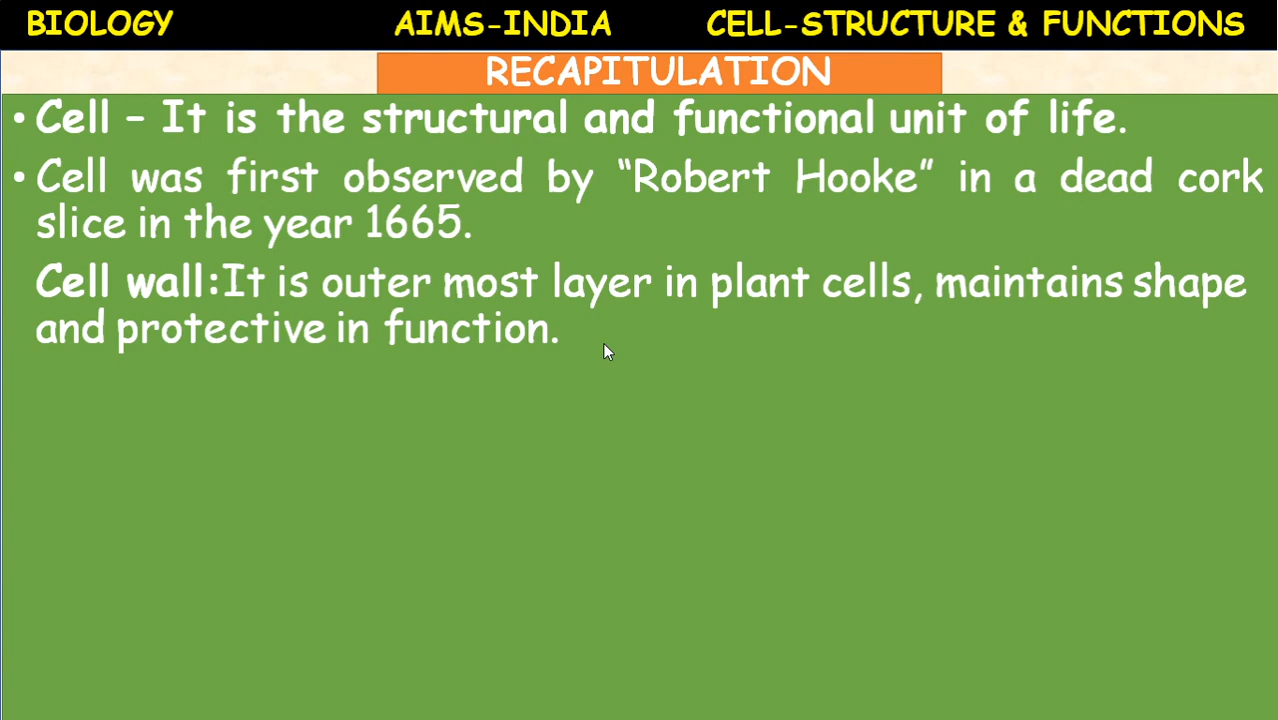 BIOLOGY AIMS-INDIA CELL-STRUCTURE & FUNCTIONS
RECAPITULATION
• Cell – It is the structural and functional unit of life.
• Cell was first observed by “Robert Hooke” in a dead cork
slice in the year 1665.
Cell wall:It is outer most layer in plant cells, maintains shape
and protective in function.